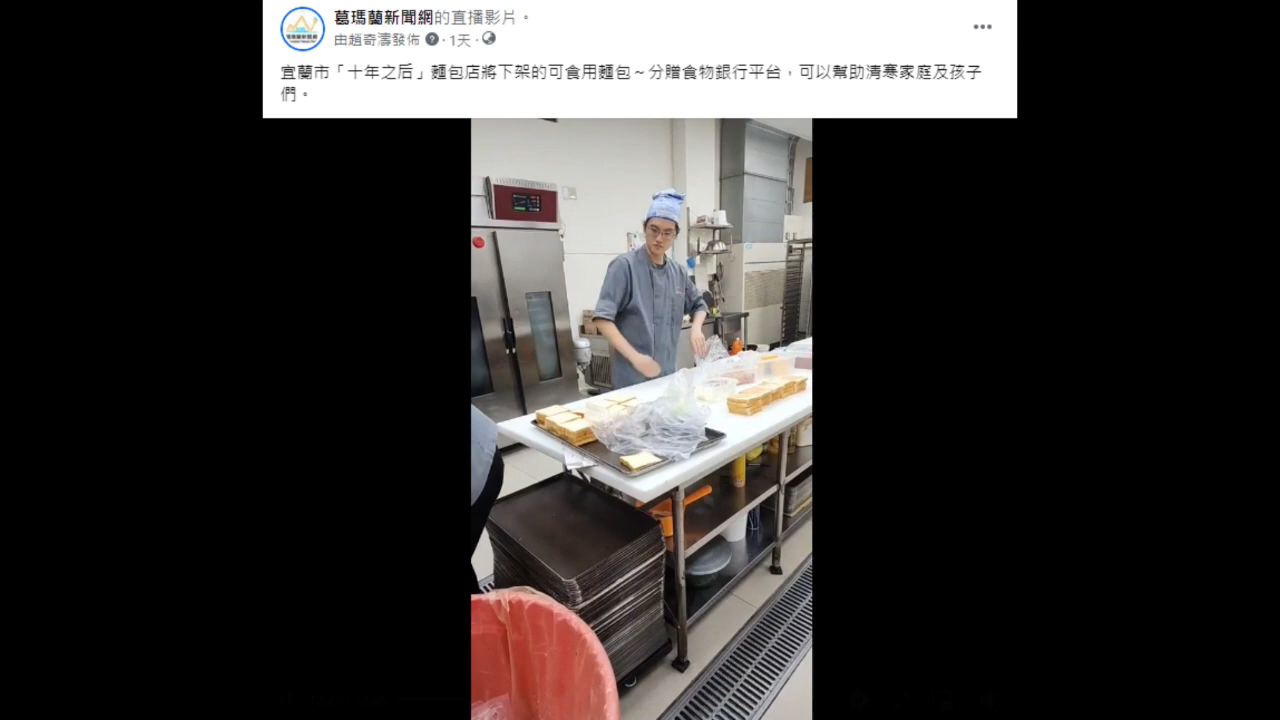 葛瑪蘭新聞網的直播影片。
由趙奇濤發佈 · 1天 ·
宜蘭市「十年之后」麵包店將下架的可食用麵包～分贈食物銀行平台，可以幫助清寒家庭及孩子
們。